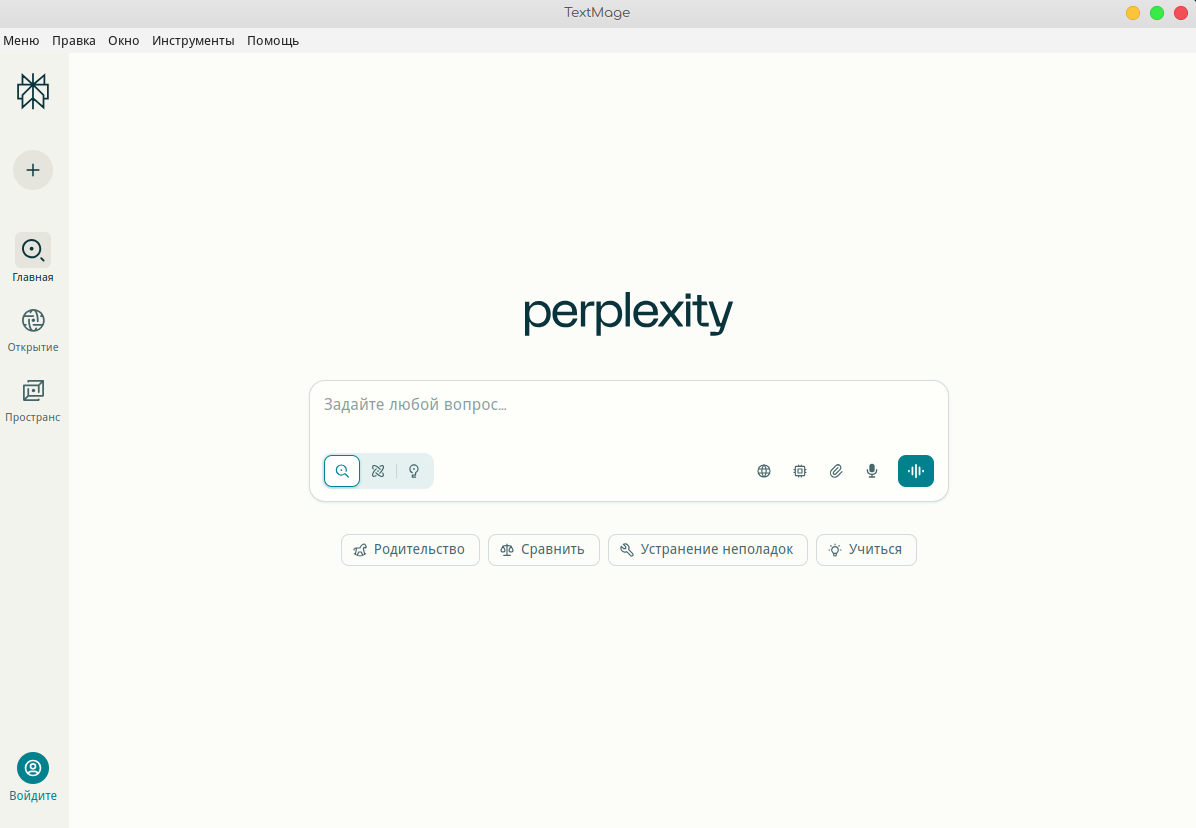 TextMage
Меню Правка Окно Инструменты Помощь
Главная
Открытие
Пространс
perplexity
Задайте любой вопрос...
Родительство Сравнить Устранение неполадок Учиться
Войдите